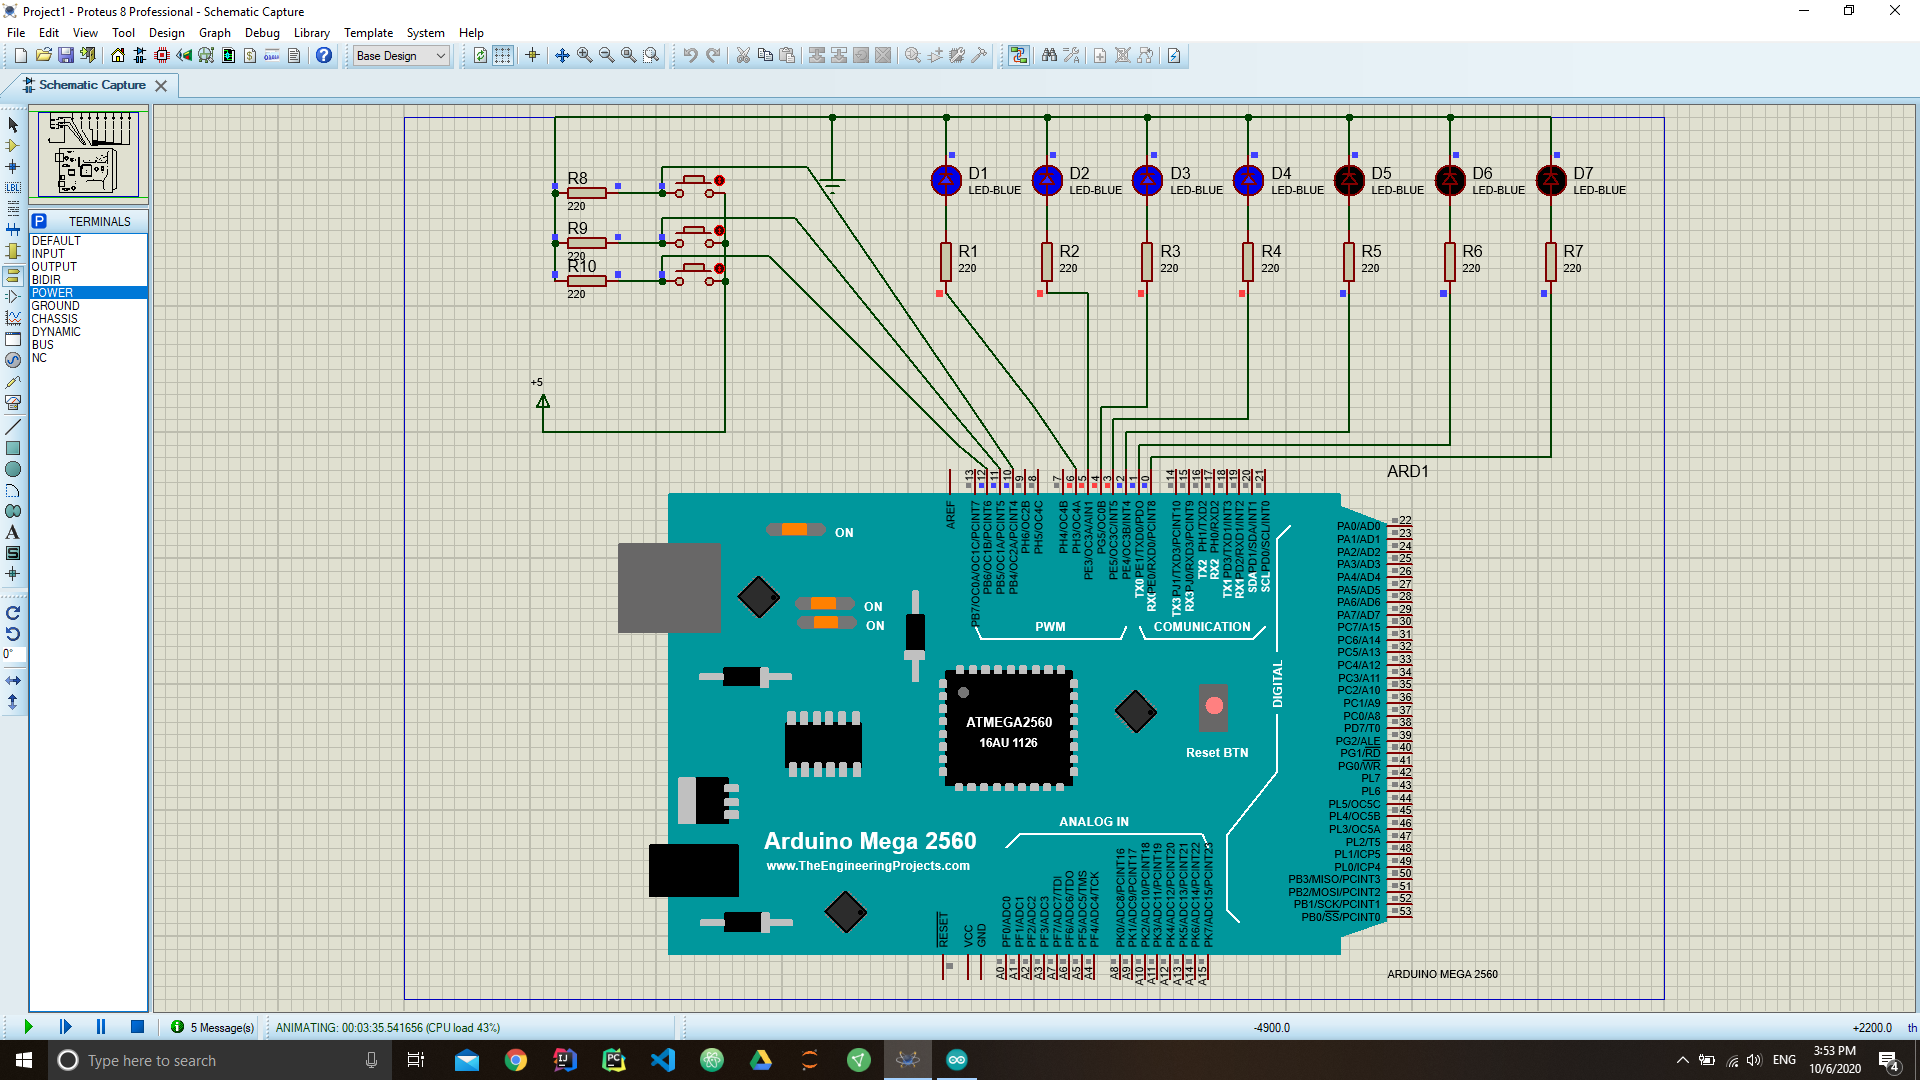 Project1 - Proteus 8 Professional - Schematic Capture
File Edit View Tool Design Graph Debug Library Template System Help
Base Design
Schematic Capture
P TERMINALS
DEFAULT
INPUT
OUTPUT
BIDIR
POWER
GROUND
CHASSIS
DYNAMIC
BUS
NC
0°
R8
220
R9
220
R10
220
+5
D1
LED-BLUE
D2
LED-BLUE
D3
LED-BLUE
D4
LED-BLUE
D5
LED-BLUE
D6
LED-BLUE
D7
LED-BLUE
R1
220
R2
220
R3
220
R4
220
R5
220
R6
220
R7
220
ARD1
13 12 11 10 9 8 7 6 5 4 3 2 1 0 14 15 16 17 18 19 20 21
AREF
PB7/OC0A/OC1C/PCINT7
PB6/OC1B/PCINT6
PB5/OC1A/PCINT5
PB4/OC2A/PCINT4
PH6/OC2B
PH5/OC4C
PH4/OC4B
PH3/OC4A
PE3/OC3A/AIN1
PG5/OC0B
PE5/OC3C/INT5
PE4/OC3B/INT4
TX0 PE1/TXD0/PDO
RX0 PE0/RXD0/PCINT8
TX3 PJ1/TXD3/PCINT10
RX3 PJ0/RXD3/PCINT9
TX2 PH1/TXD2
RX2 PH0/RXD2
TX1 PD3/TXD1/INT3
RX1 PD2/RXD1/INT2
SDA PD1/SDA/INT1
SCL PD0/SCL/INT0
ON
ON
ON
PWM
COMUNICATION
DIGITAL
ATMEGA2560
16AU 1126
Reset BTN
ANALOG IN
Arduino Mega 2560
www.TheEngineeringProjects.com
PA0/AD0 22
PA1/AD1 23
PA2/AD2 24
PA3/AD3 25
PA4/AD4 26
PA5/AD5 27
PA6/AD6 28
PA7/AD7 29
PC7/A15 30
PC6/A14 31
PC5/A13 32
PC4/A12 33
PC3/A11 34
PC2/A10 35
PC1/A9 36
PC0/A8 37
PD7/T0 38
PG2/ALE 39
PG1/RD 40
PG0/WR 41
PL7 42
PL6 43
PL5/OC5C 44
PL4/OC5B 45
PL3/OC5A 46
PL2/T5 47
PL1/ICP5 48
PL0/ICP4 49
PB3/MISO/PCINT3 50
PB2/MOSI/PCINT2 51
PB1/SCK/PCINT1 52
PB0/SS/PCINT0 53
RESET
VCC
GND
PF0/ADC0
PF1/ADC1
PF2/ADC2
PF3/ADC3
PF7/ADC7/TDI
PF6/ADC6/TDO
PF5/ADC5/TMS
PF4/ADC4/TCK
PK0/ADC8/PCINT16
PK1/ADC9/PCINT17
PK2/ADC10/PCINT18
PK3/ADC11/PCINT19
PK4/ADC12/PCINT20
PK5/ADC13/PCINT21
PK6/ADC14/PCINT22
PK7/ADC15/PCINT23
A0 A1 A2 A3 A7 A6 A5 A4 A8 A9 A10 A11 A12 A13 A14 A15
ARDUINO MEGA 2560
5 Message(s) ANIMATING: 00:03:35.541656 (CPU load 43%) -4900.0 +2200.0 th
Type here to search
ENG
3:53 PM
10/6/2020
4